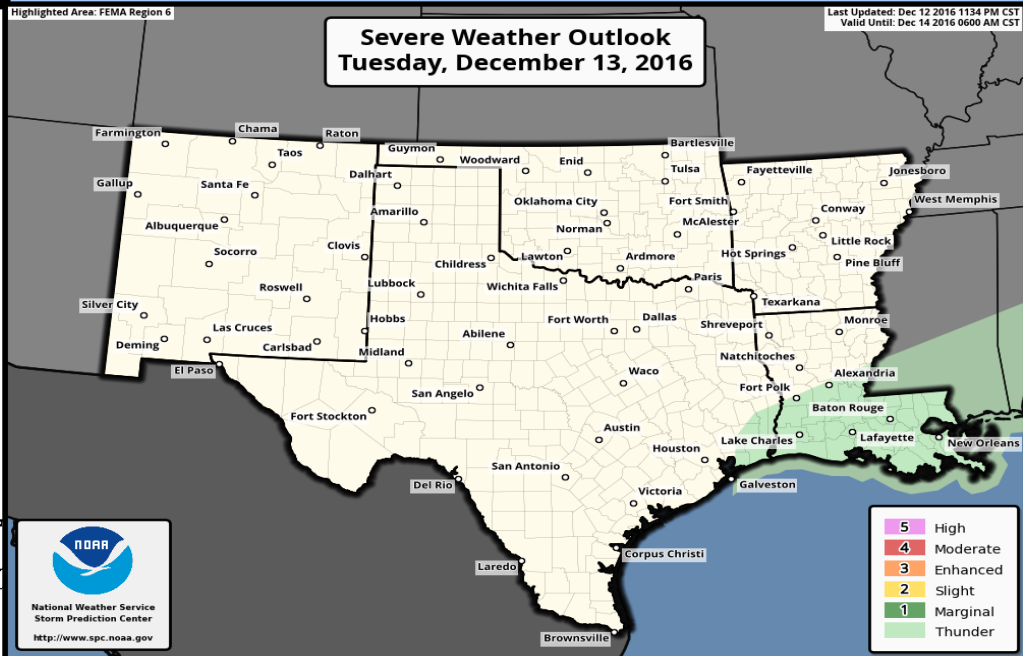 Highlighted Area: FEMA Region 6
Last Updated: Dec 12 2016 1134 PM CST
Valid Until: Dec 14 2016 0600 AM CST
Severe Weather Outlook
Tuesday, December 13, 2016
Farmington
Chama
Raton
Taos
Gallup
Santa Fe
Albuquerque
Socorro
Clovis
Roswell
Silver City
Las Cruces
Hobbs
Deming
Carlsbad
El Paso
Guymon
Woodward
Enid
Bartlesville
Tulsa
Dalhart
Oklahoma City
Fort Smith
Amarillo
Norman
McAlester
Childress
Lawton
Ardmore
Lubbock
Wichita Falls
Paris
Fayetteville
Jonesboro
West Memphis
Conway
Little Rock
Hot Springs
Pine Bluff
Texarkana
Abilene
Fort Worth
Dallas
Shreveport
Monroe
Midland
Natchitoches
Waco
Alexandria
San Angelo
Fort Polk
Fort Stockton
Baton Rouge
Austin
Lake Charles
Lafayette
New Orleans
Houston
San Antonio
Del Rio
Galveston
Victoria
Laredo
Corpus Christi
Brownsville
NOAA
National Weather Service
Storm Prediction Center
http://www.spc.noaa.gov
5 High
4 Moderate
3 Enhanced
2 Slight
1 Marginal
Thunder